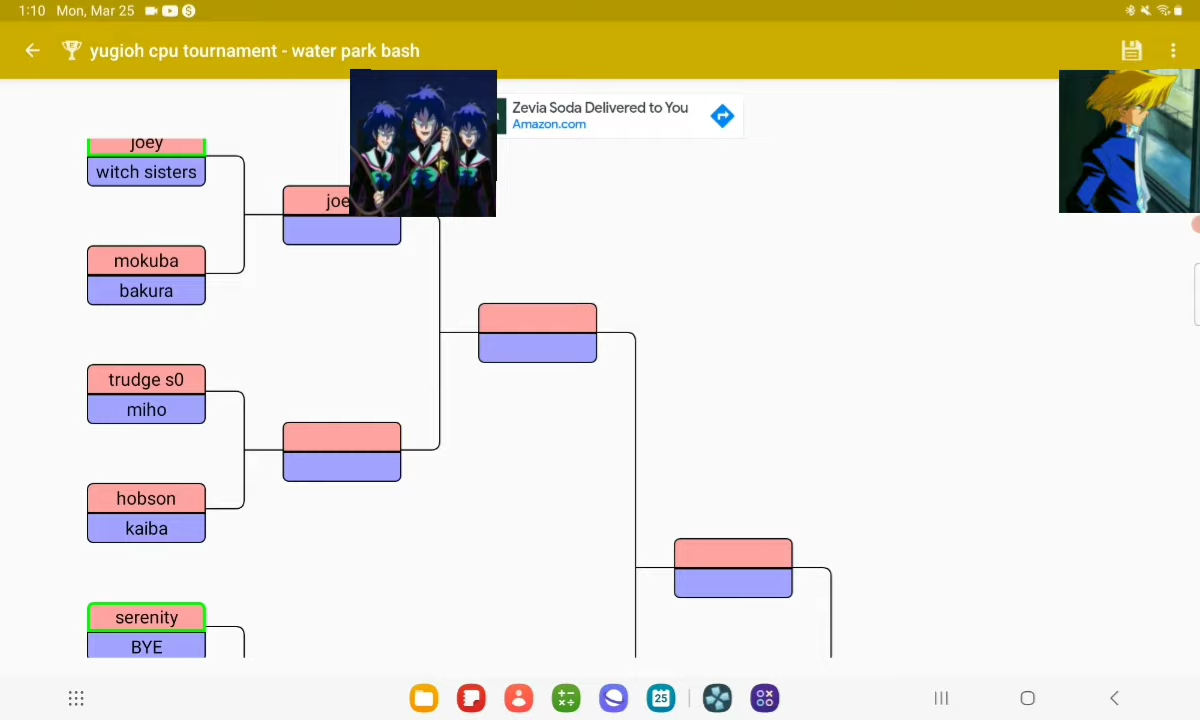 1:10 Mon, Mar 25
yugioh cpu tournament - water park bash
Zevia Soda Delivered to You
Amazon.com
joey
witch sisters
joe
mokuba
bakura
trudge s0
miho
hobson
kaiba
serenity
BYE
25